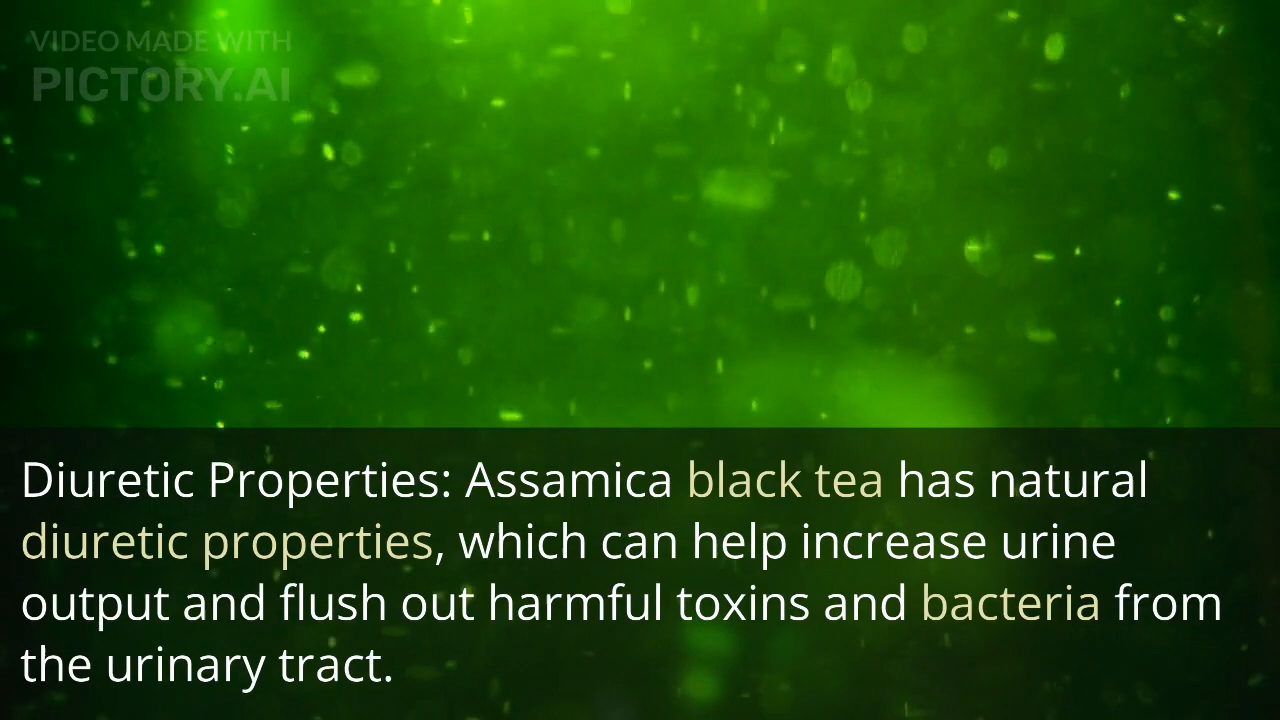 VIDEO MADE WITH
PICTORY.AI
Diuretic Properties: Assamica black tea has natural
diuretic properties, which can help increase urine
output and flush out harmful toxins and bacteria from
the urinary tract.